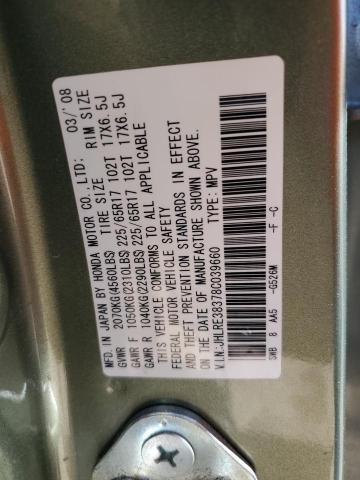 MFD. IN JAPAN BY HONDA MOTOR CO., LTD: 03/'08
TIRE SIZE RIM SIZE
GVWR 2070KG(4560LBS)
GAWR F 1050KG(2310LBS) 225/65R17 102T 17X6.5J
GAWR R 1040KG(2290LBS) 225/65R17 102T 17X6.5J
THIS VEHICLE CONFORMS TO ALL APPLICABLE
FEDERAL MOTOR VEHICLE SAFETY
AND THEFT PREVENTION STANDARDS IN EFFECT
ON THE DATE OF MANUFACTURE SHOWN ABOVE.
V.I.N:JHLRE38378C039660 TYPE: MPV
SWB 8 AA5 -G526M -F -C